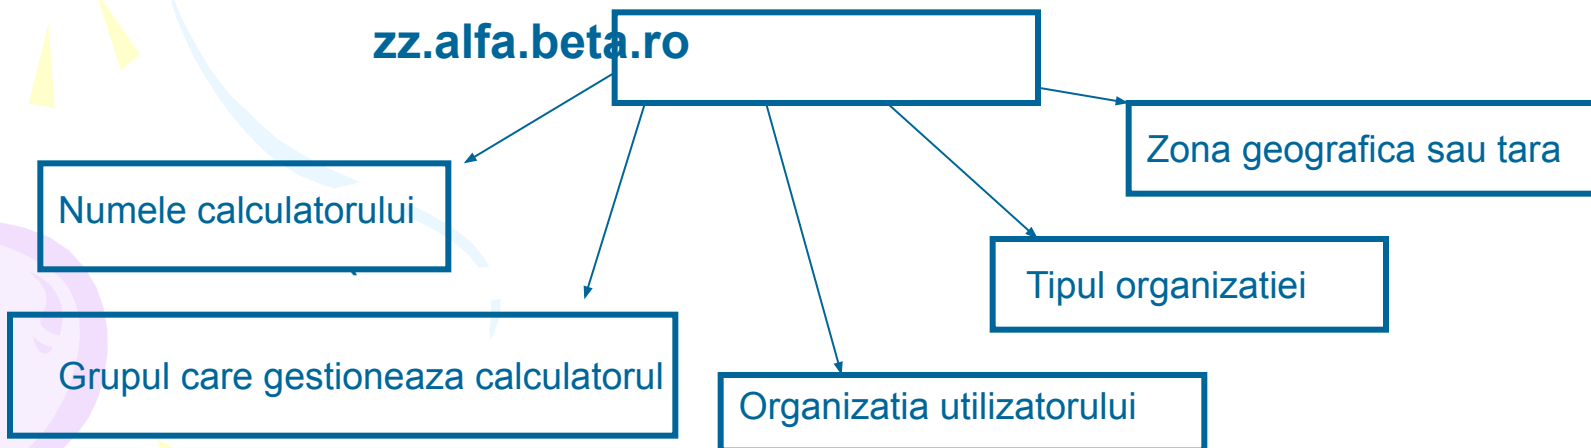 zz.alfa.beta.ro
Zona geografica sau tara
Numele calculatorului
Tipul organizatiei
Grupul care gestioneaza calculatorul
Organizatia utilizatorului